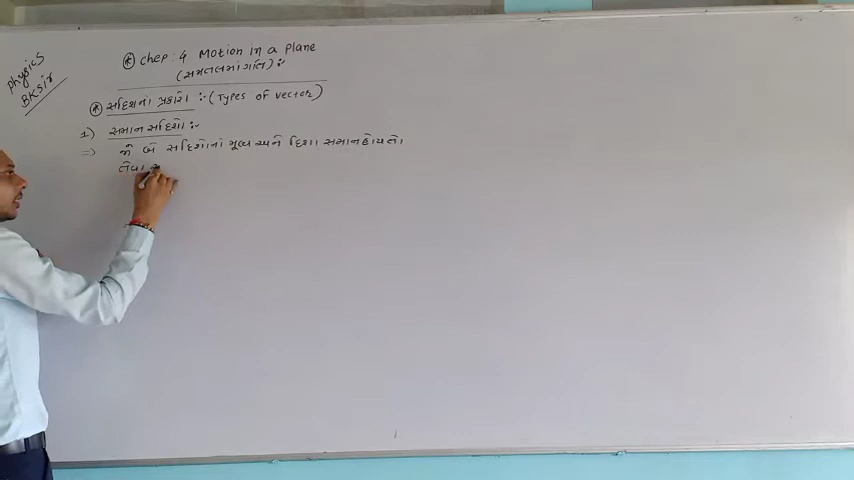 Physics
BKSir
* Chep : 4 Motion in a plane
(સમતલમાં ગતિ) :-
* સદિશનાં પ્રકારો :- (Types of vector)
1) સમાન સદિશો :-
=> જો બે સદિશોનાં મૂલ્ય અને દિશા સમાન હોય તો
તેવા